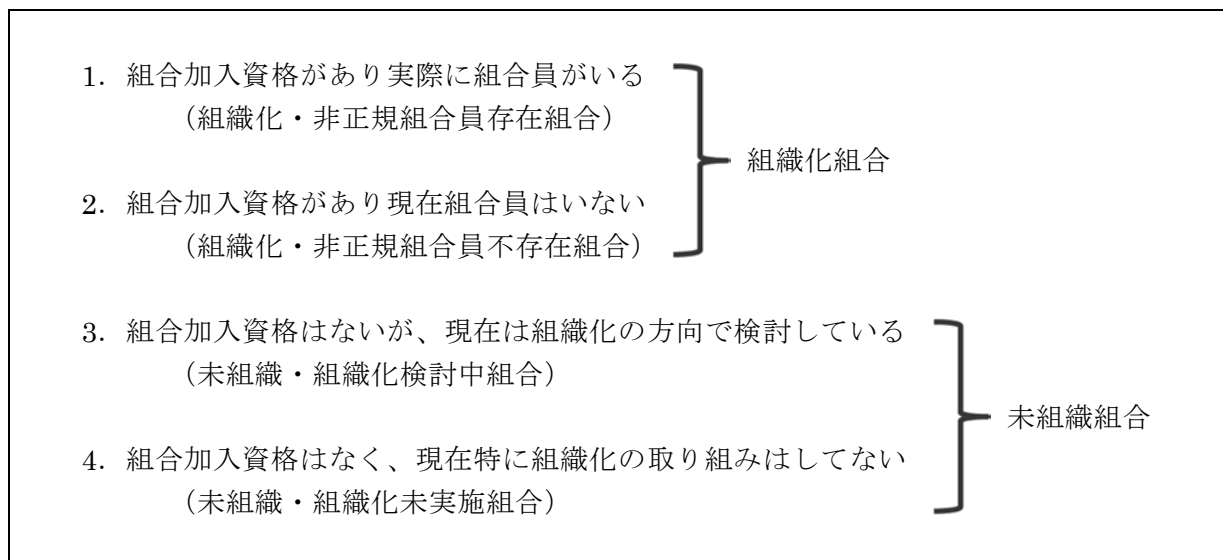 1. 組合加入資格があり実際に組合員がいる
（組織化・非正規組合員存在組合）
組織化組合
2. 組合加入資格があり現在組合員はいない
（組織化・非正規組合員不存在組合）
3. 組合加入資格はないが、現在は組織化の方向で検討している
（未組織・組織化検討中組合）
未組織組合
4. 組合加入資格はなく、現在特に組織化の取り組みはしてない
（未組織・組織化未実施組合）